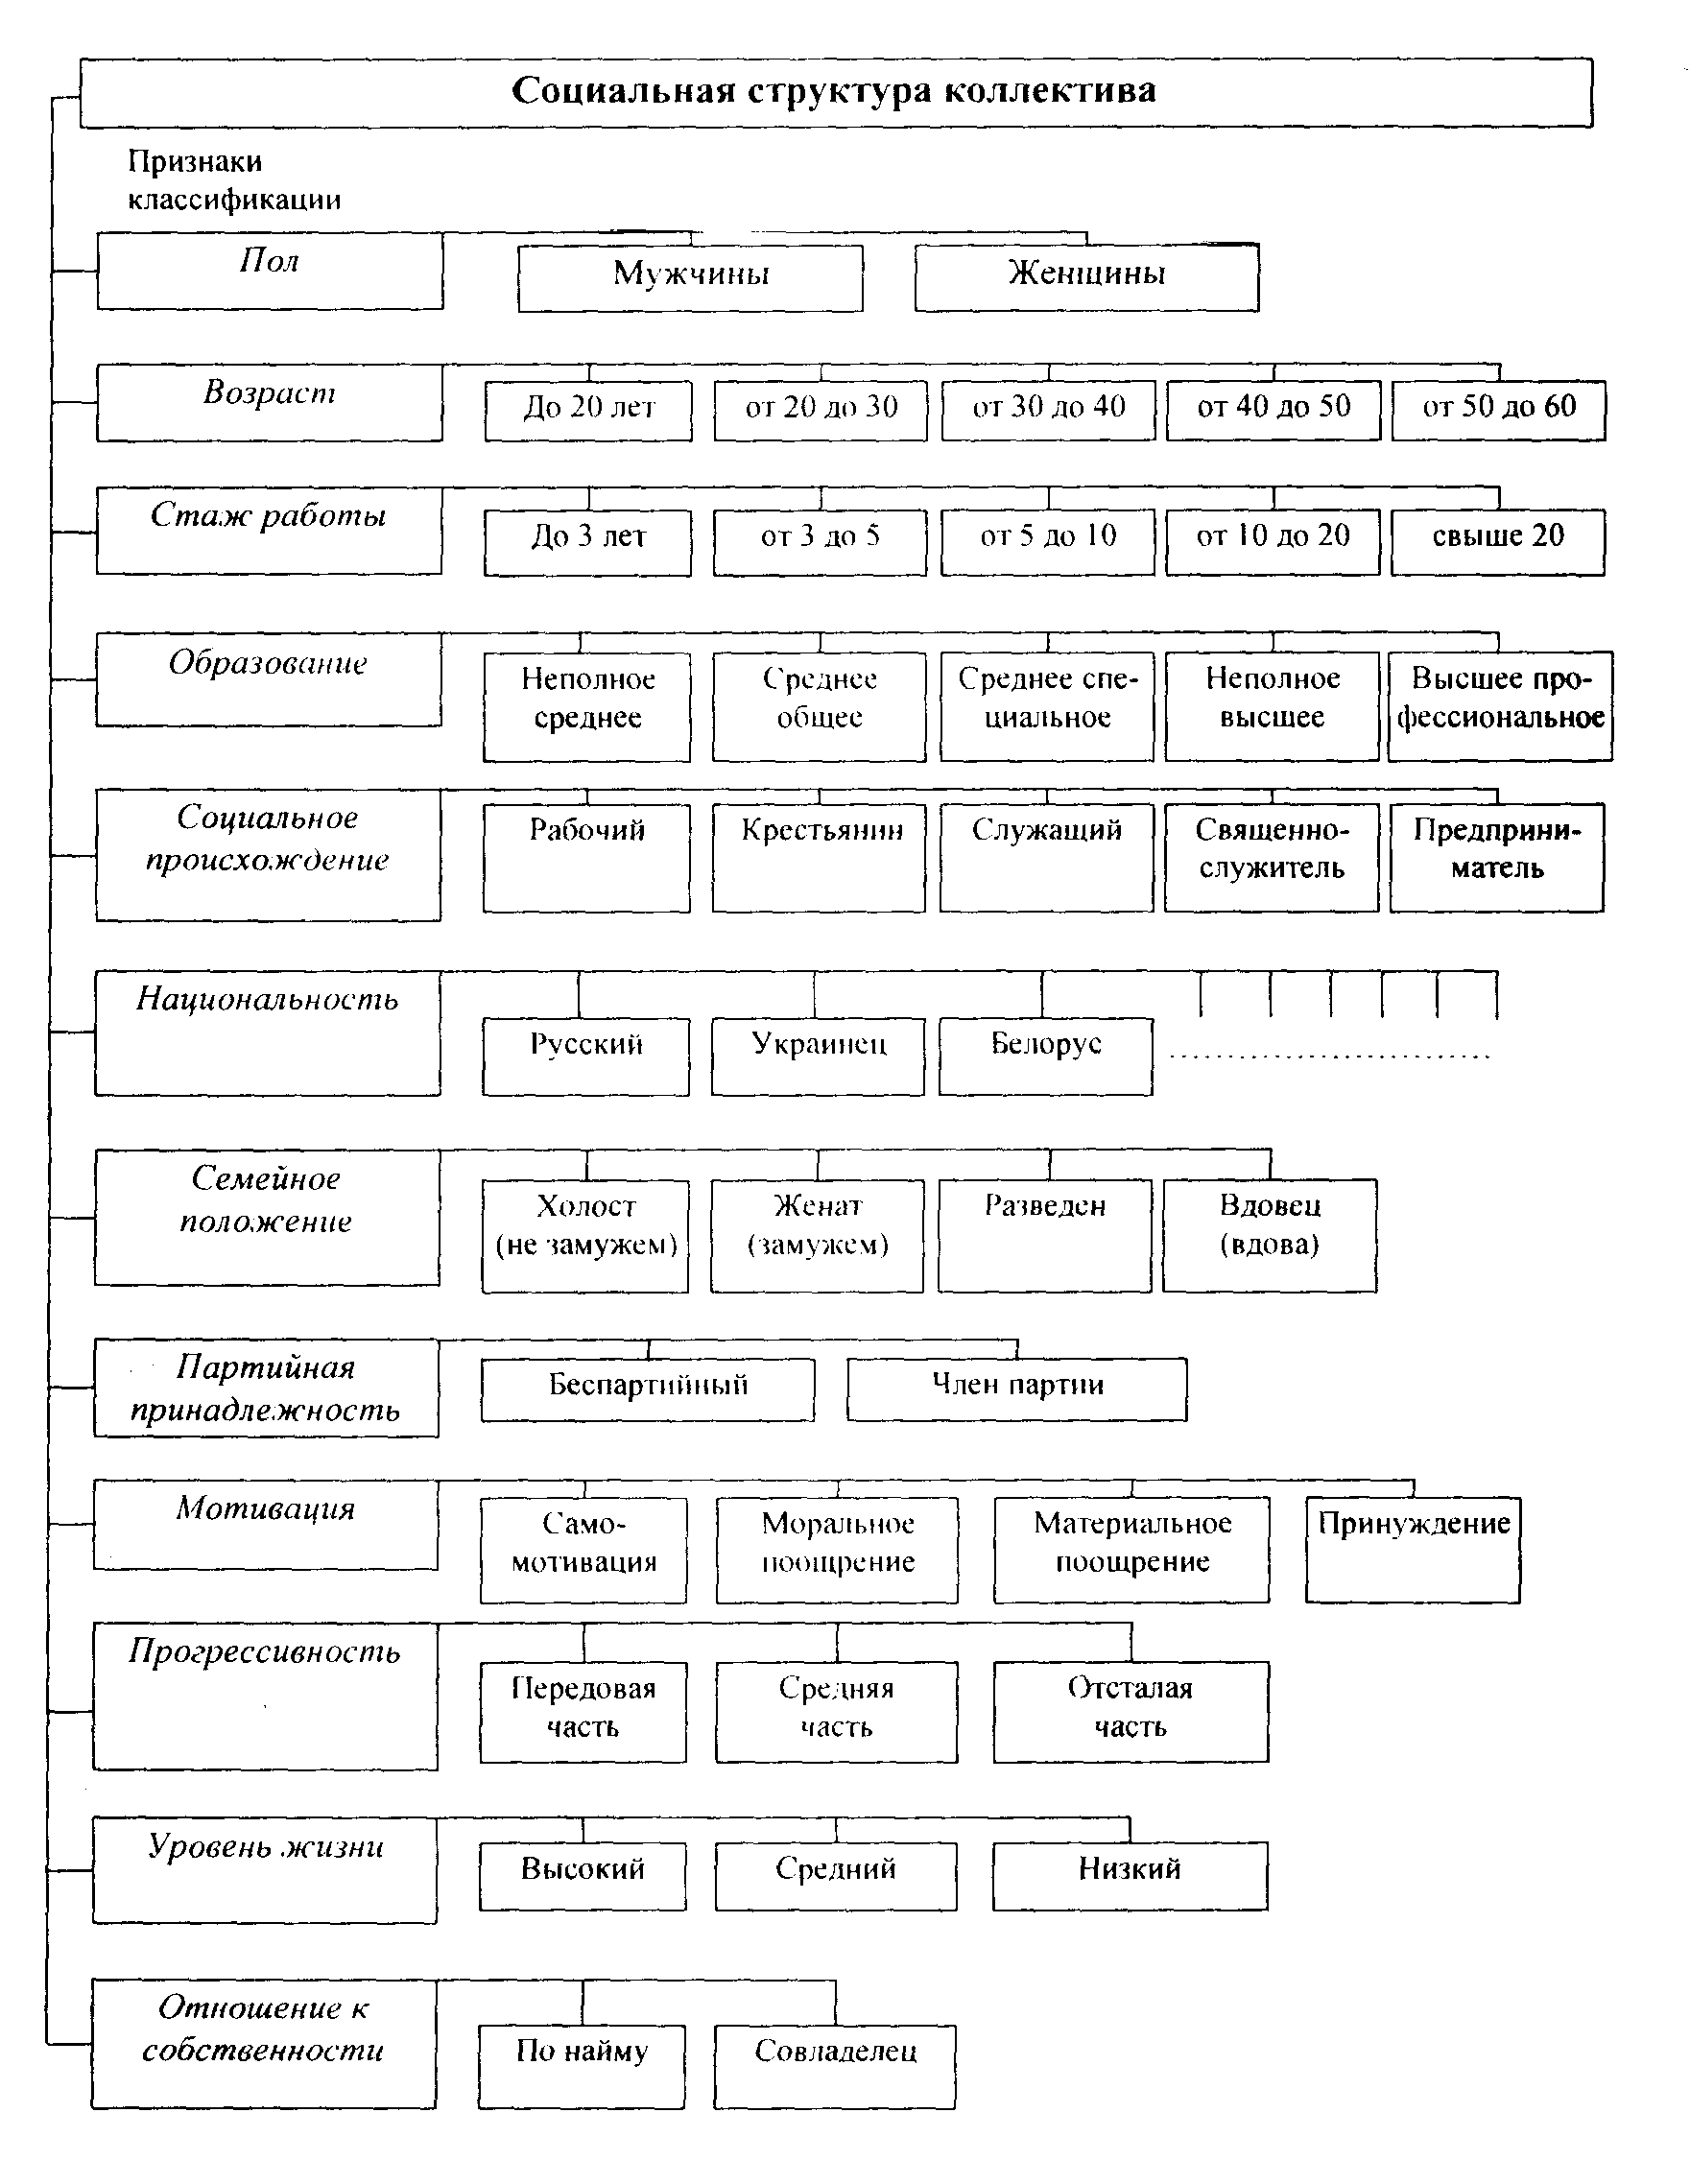 Социальная структура коллектива
Признаки
классификации
Пол
Мужчины
Женщины
Возраст
До 20 лет
от 20 до 30
от 30 до 40
от 40 до 50
от 50 до 60
Стаж работы
До 3 лет
от 3 до 5
от 5 до 10
от 10 до 20
свыше 20
Образование
Неполное
среднее
Среднее
общее
Среднее спе-
циальное
Неполное
высшее
Высшее про-
фессиональное
Социальное
происхождение
Рабочий
Крестьянин
Служащий
Священно-
служитель
Предприни-
матель
Национальность
Русский
Украинец
Белорус
...........................
Семейное
положение
Холост
(не замужем)
Женат
(замужем)
Разведен
Вдовец
(вдова)
Партийная
принадлежность
Беспартийный
Член партии
Мотивация
Само-
мотивация
Моральное
поощрение
Материальное
поощрение
Принуждение
Прогрессивность
Передовая
часть
Средняя
часть
Отсталая
часть
Уровень жизни
Высокий
Средний
Низкий
Отношение к
собственности
По найму
Совладелец